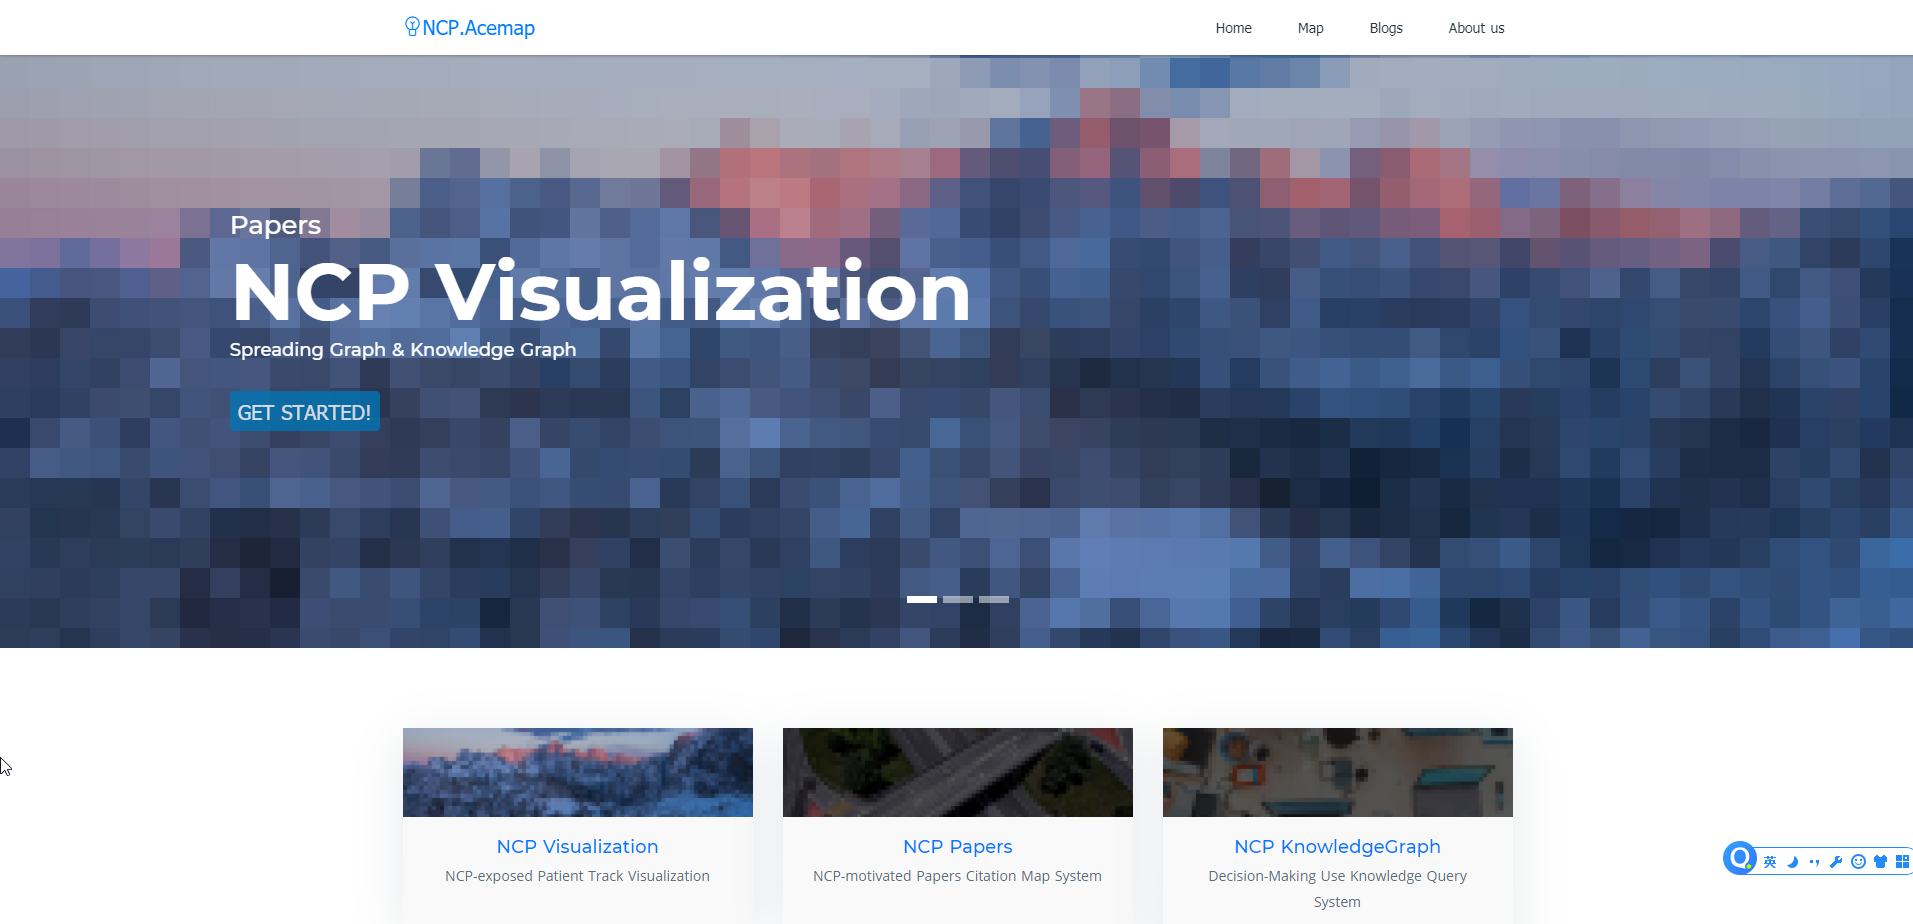 NCP.Acemap
Home Map Blogs About us
Papers
NCP Visualization
Spreading Graph & Knowledge Graph
GET STARTED!
NCP Visualization
NCP-exposed Patient Track Visualization
NCP Papers
NCP-motivated Papers Citation Map System
NCP KnowledgeGraph
Decision-Making Use Knowledge Query
System
英